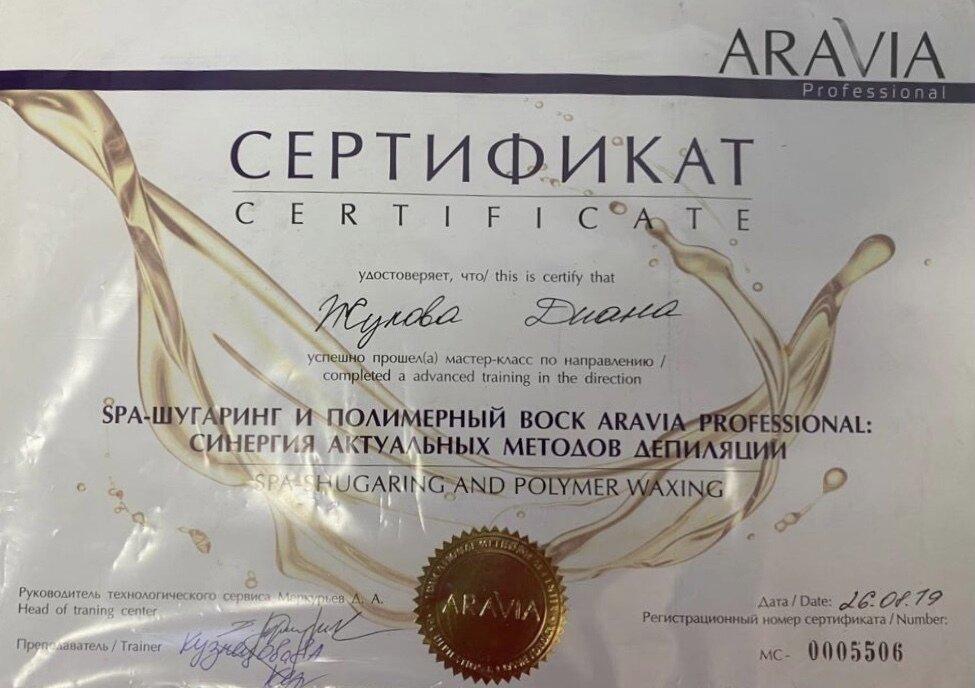 ARAVIA
Professional
СЕРТИФИКАТ
CERTIFICATE
удостоверяет, что/ this is certify that
Жукова Диана
успешно прошел(а) мастер-класс по направлению /
completed a advanced training in the direction
SPA-ШУГАРИНГ И ПОЛИМЕРНЫЙ ВОСК ARAVIA PROFESSIONAL:
СИНЕРГИЯ АКТУАЛЬНЫХ МЕТОДОВ ДЕПИЛЯЦИИ
SPA-SHUGARING AND POLYMER WAXING
ARAVIA
Руководитель технологического сервиса Меркурьев Д. А.
Head of traning center
Преподаватель / Trainer
Дата / Date: 26.08.19
Регистрационный номер сертификата / Number:
МС- 0005506